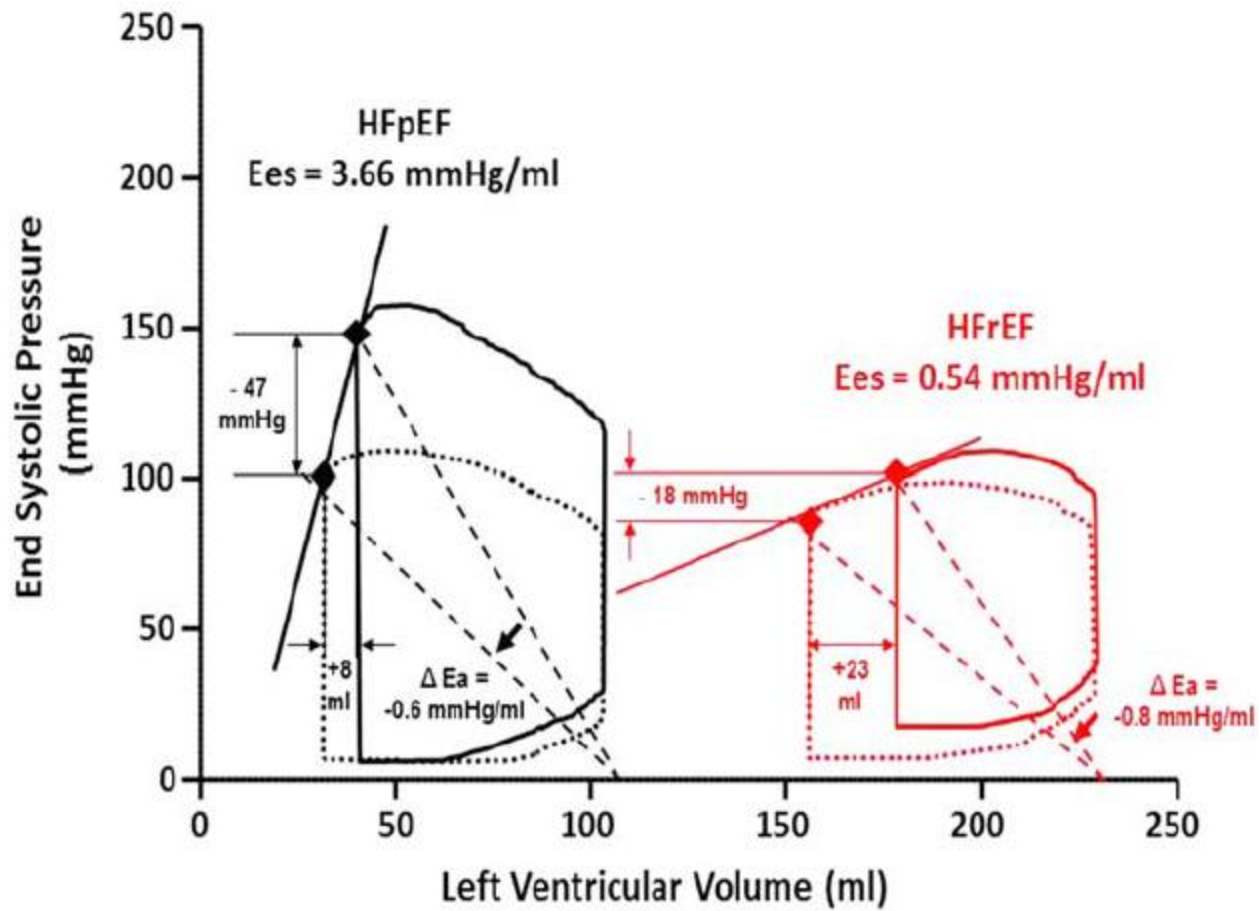 End Systolic Pressure
(mmHg)
250
200
150
100
50
0
HFpEF
Ees = 3.66 mmHg/ml
- 47
mmHg
+8
ml
Δ Ea =
-0.6 mmHg/ml
HFrEF
Ees = 0.54 mmHg/ml
- 18 mmHg
+23
ml
Δ Ea =
-0.8 mmHg/ml
0 50 100 150 200 250
Left Ventricular Volume (ml)